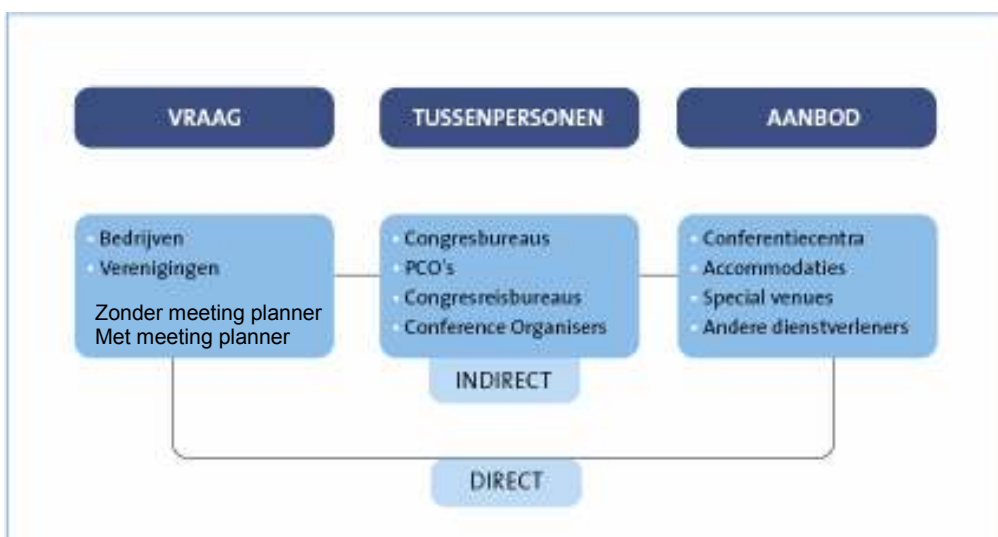 VRAAG
TUSSENPERSONEN
AANBOD
Bedrijven
Verenigingen
Zonder meeting planner
Met meeting planner
Congresbureaus
PCO's
Congresreisbureaus
Conference Organisers
Conferentiecentra
Accommodaties
Special venues
Andere dienstverleners
INDIRECT
DIRECT